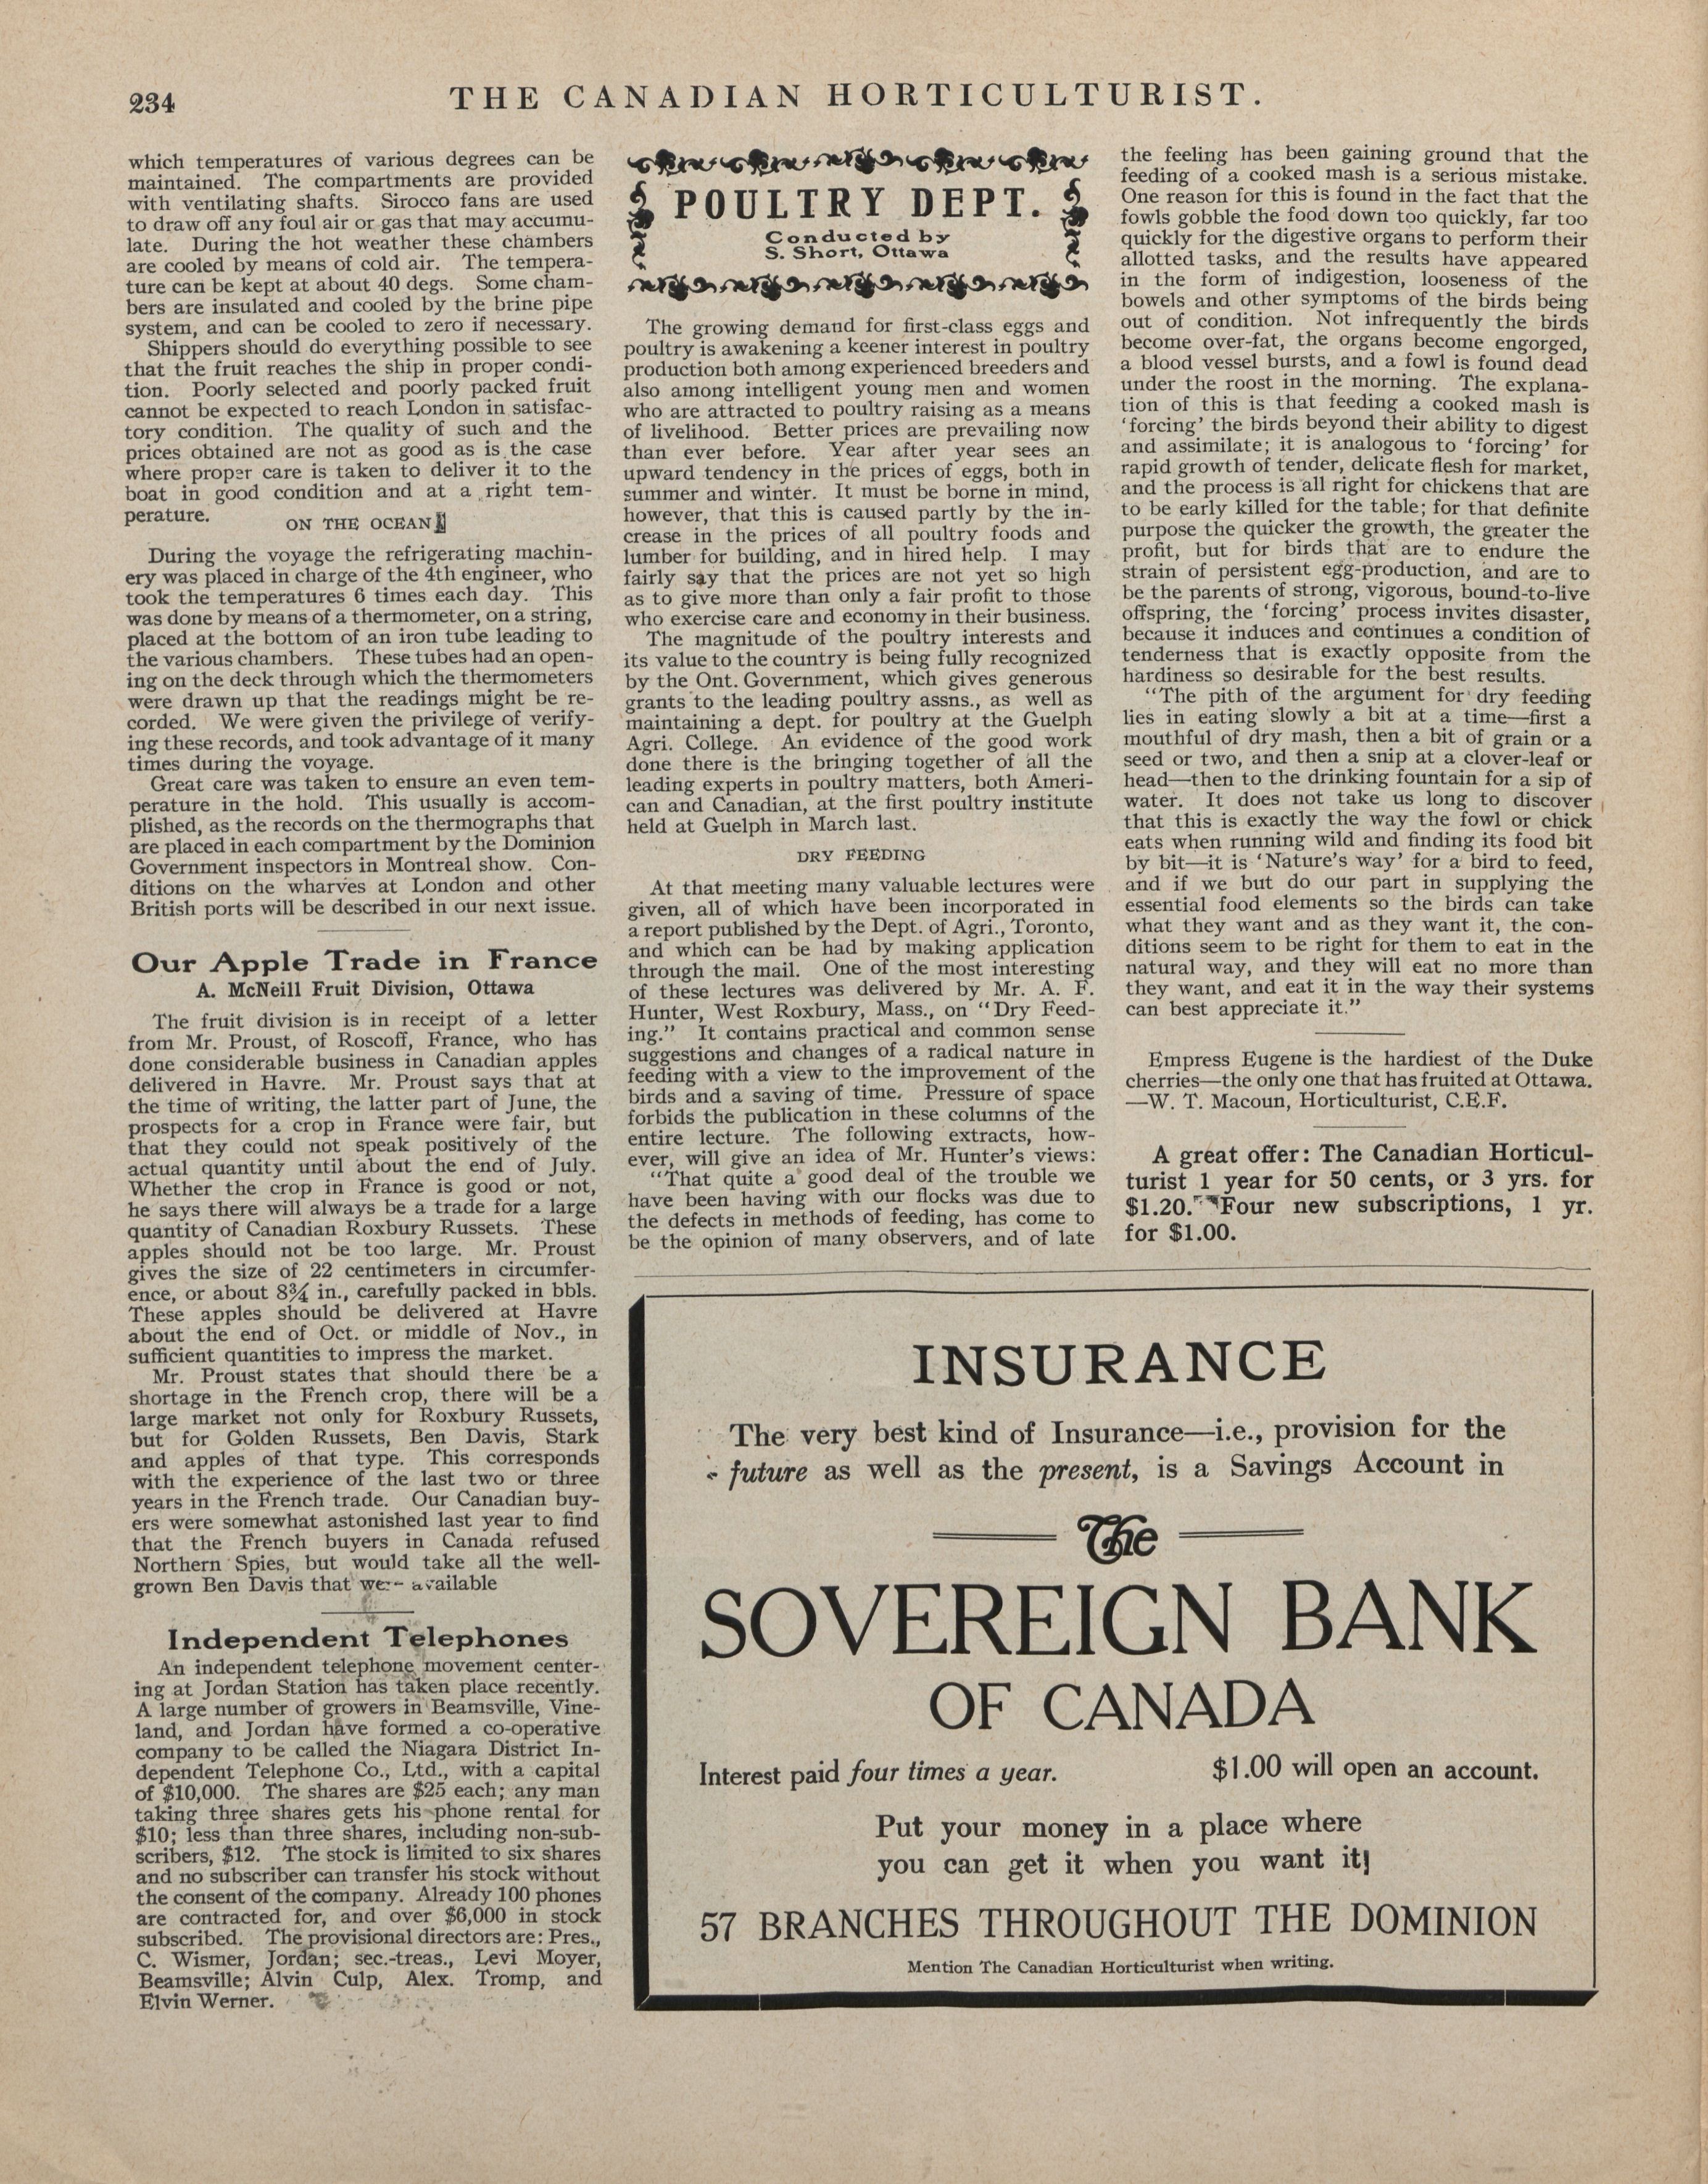 234
THE CANADIAN HORTICULTURIST.
which temperatures of various degrees can be
maintained. The compartments are provided
with ventilating shafts. Sirocco fans are used
to draw off any foul air or gas that may accumu-
late. During the hot weather these chambers
are cooled by means of cold air. The tempera-
ture can be kept at about 40 degs. Some cham-
bers are insulated and cooled by the brine pipe
system, and can be cooled to zero if necessary.
Shippers should do everything possible to see
that the fruit reaches the ship in proper condi-
tion. Poorly selected and poorly packed fruit
cannot be expected to reach London in satisfac-
tory condition. The quality of such and the
prices obtained are not as good as is the case
where proper care is taken to deliver it to the
boat in good condition and at a right tem-
perature.
ON THE OCEAN
During the voyage the refrigerating machin-
ery was placed in charge of the 4th engineer, who
took the temperatures 6 times each day. This
was done by means of a thermometer, on a string,
placed at the bottom of an iron tube leading to
the various chambers. These tubes had an open-
ing on the deck through which the thermometers
were drawn up that the readings might be re-
corded. We were given the privilege of verify-
ing these records, and took advantage of it many
times during the voyage.
Great care was taken to ensure an even tem-
perature in the hold. This usually is accom-
plished, as the records on the thermographs that
are placed in each compartment by the Dominion
Government inspectors in Montreal show. Con-
ditions on the wharves at London and other
British ports will be described in our next issue.
Our Apple Trade in France
A. McNeill Fruit Division, Ottawa
The fruit division is in receipt of a letter
from Mr. Proust, of Roscoff, France, who has
done considerable business in Canadian apples
delivered in Havre. Mr. Proust says that at
the time of writing, the latter part of June, the
prospects for a crop in France were fair, but
that they could not speak positively of the
actual quantity until about the end of July.
Whether the crop in France is good or not,
he says there will always be a trade for a large
quantity of Canadian Roxbury Russets. These
apples should not be too large. Mr. Proust
gives the size of 22 centimeters in circumfer-
ence, or about 8¾ in., carefully packed in bbls.
These apples should be delivered at Havre
about the end of Oct. or middle of Nov., in
sufficient quantities to impress the market.
Mr. Proust states that should there be a
shortage in the French crop, there will be a
large market not only for Roxbury Russets,
but for Golden Russets, Ben Davis, Stark
and apples of that type. This corresponds
with the experience of the last two or three
years in the French trade. Our Canadian buy-
ers were somewhat astonished last year to find
that the French buyers in Canada refused
Northern Spies, but would take all the well-
grown Ben Davis that were available
Independent Telephones
An independent telephone movement center-
ing at Jordan Station has taken place recently.
A large number of growers in Beamsville, Vine-
land, and Jordan have formed a co-operative
company to be called the Niagara District In-
dependent Telephone Co., Ltd., with a capital
of $10,000. The shares are $25 each; any man
taking three shares gets his phone rental for
$10; less than three shares, including non-sub-
scribers, $12. The stock is limited to six shares
and no subscriber can transfer his stock without
the consent of the company. Already 100 phones
are contracted for, and over $6,000 in stock
subscribed. The provisional directors are: Pres.,
C. Wismer, Jordan; sec.-treas., Levi Moyer,
Beamsville; Alvin Culp, Alex. Tromp, and
Elvin Werner.
POULTRY DEPT.
Conducted by
S. Short, Ottawa
The growing demand for first-class eggs and
poultry is awakening a keener interest in poultry
production both among experienced breeders and
also among intelligent young men and women
who are attracted to poultry raising as a means
of livelihood. Better prices are prevailing now
than ever before. Year after year sees an
upward tendency in the prices of eggs, both in
summer and winter. It must be borne in mind,
however, that this is caused partly by the in-
crease in the prices of all poultry foods and
lumber for building, and in hired help. I may
fairly say that the prices are not yet so high
as to give more than only a fair profit to those
who exercise care and economy in their business.
The magnitude of the poultry interests and
its value to the country is being fully recognized
by the Ont. Government, which gives generous
grants to the leading poultry assns., as well as
maintaining a dept. for poultry at the Guelph
Agri. College. An evidence of the good work
done there is the bringing together of all the
leading experts in poultry matters, both Ameri-
can and Canadian, at the first poultry institute
held at Guelph in March last.
DRY FEEDING
At that meeting many valuable lectures were
given, all of which have been incorporated in
a report published by the Dept. of Agri., Toronto,
and which can be had by making application
through the mail. One of the most interesting
of these lectures was delivered by Mr. A. F.
Hunter, West Roxbury, Mass., on "Dry Feed-
ing." It contains practical and common sense
suggestions and changes of a radical nature in
feeding with a view to the improvement of the
birds and a saving of time. Pressure of space
forbids the publication in these columns of the
entire lecture. The following extracts, how-
ever, will give an idea of Mr. Hunter's views:
"That quite a good deal of the trouble we
have been having with our flocks was due to
the defects in methods of feeding, has come to
be the opinion of many observers, and of late
the feeling has been gaining ground that the
feeding of a cooked mash is a serious mistake.
One reason for this is found in the fact that the
fowls gobble the food down too quickly, far too
quickly for the digestive organs to perform their
allotted tasks, and the results have appeared
in the form of indigestion, looseness of the
bowels and other symptoms of the birds being
out of condition. Not infrequently the birds
become over-fat, the organs become engorged,
a blood vessel bursts, and a fowl is found dead
under the roost in the morning. The explana-
tion of this is that feeding a cooked mash is
'forcing' the birds beyond their ability to digest
and assimilate; it is analogous to 'forcing' for
rapid growth of tender, delicate flesh for market,
and the process is all right for chickens that are
to be early killed for the table; for that definite
purpose the quicker the growth, the greater the
profit, but for birds that are to endure the
strain of persistent egg-production, and are to
be the parents of strong, vigorous, bound-to-live
offspring, the 'forcing' process invites disaster,
because it induces and continues a condition of
tenderness that is exactly opposite from the
hardiness so desirable for the best results.
"The pith of the argument for dry feeding
lies in eating slowly a bit at a time—first a
mouthful of dry mash, then a bit of grain or a
seed or two, and then a snip at a clover-leaf or
head—then to the drinking fountain for a sip of
water. It does not take us long to discover
that this is exactly the way the fowl or chick
eats when running wild and finding its food bit
by bit—it is 'Nature's way' for a bird to feed,
and if we but do our part in supplying the
essential food elements so the birds can take
what they want and as they want it, the con-
ditions seem to be right for them to eat in the
natural way, and they will eat no more than
they want, and eat it in the way their systems
can best appreciate it."
Empress Eugene is the hardiest of the Duke
cherries—the only one that has fruited at Ottawa.
—W. T. Macoun, Horticulturist, C.E.F.
A great offer: The Canadian Horticul-
turist 1 year for 50 cents, or 3 yrs. for
$1.20. Four new subscriptions, 1 yr.
for $1.00.
INSURANCE
The very best kind of Insurance—i.e., provision for the
future as well as the present, is a Savings Account in
The
SOVEREIGN BANK
OF CANADA
Interest paid four times a year. $1.00 will open an account.
Put your money in a place where
you can get it when you want it!
57 BRANCHES THROUGHOUT THE DOMINION
Mention The Canadian Horticulturist when writing.